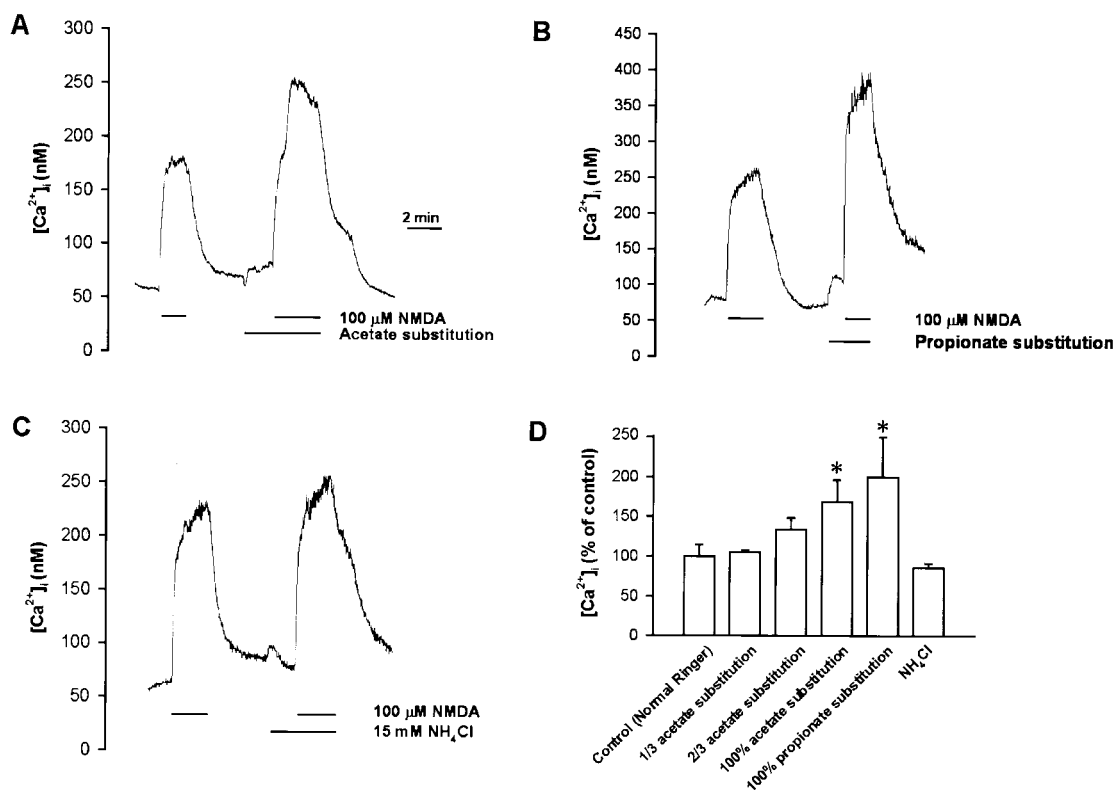 A
300
250
200
150
100
50
0
[Ca²⁺]ᵢ (nM)
2 min
100 µM NMDA
Acetate substitution
B
450
400
350
300
250
200
150
100
50
0
[Ca²⁺]ᵢ (nM)
100 µM NMDA
Propionate substitution
C
300
250
200
150
100
50
0
[Ca²⁺]ᵢ (nM)
100 µM NMDA
15 mM NH₄Cl
D
250
200
150
100
50
0
[Ca²⁺]ᵢ (% of control)
*
*
Control (Normal Ringer)
1/3 acetate substitution
2/3 acetate substitution
100% acetate substitution
100% propionate substitution
NH₄Cl